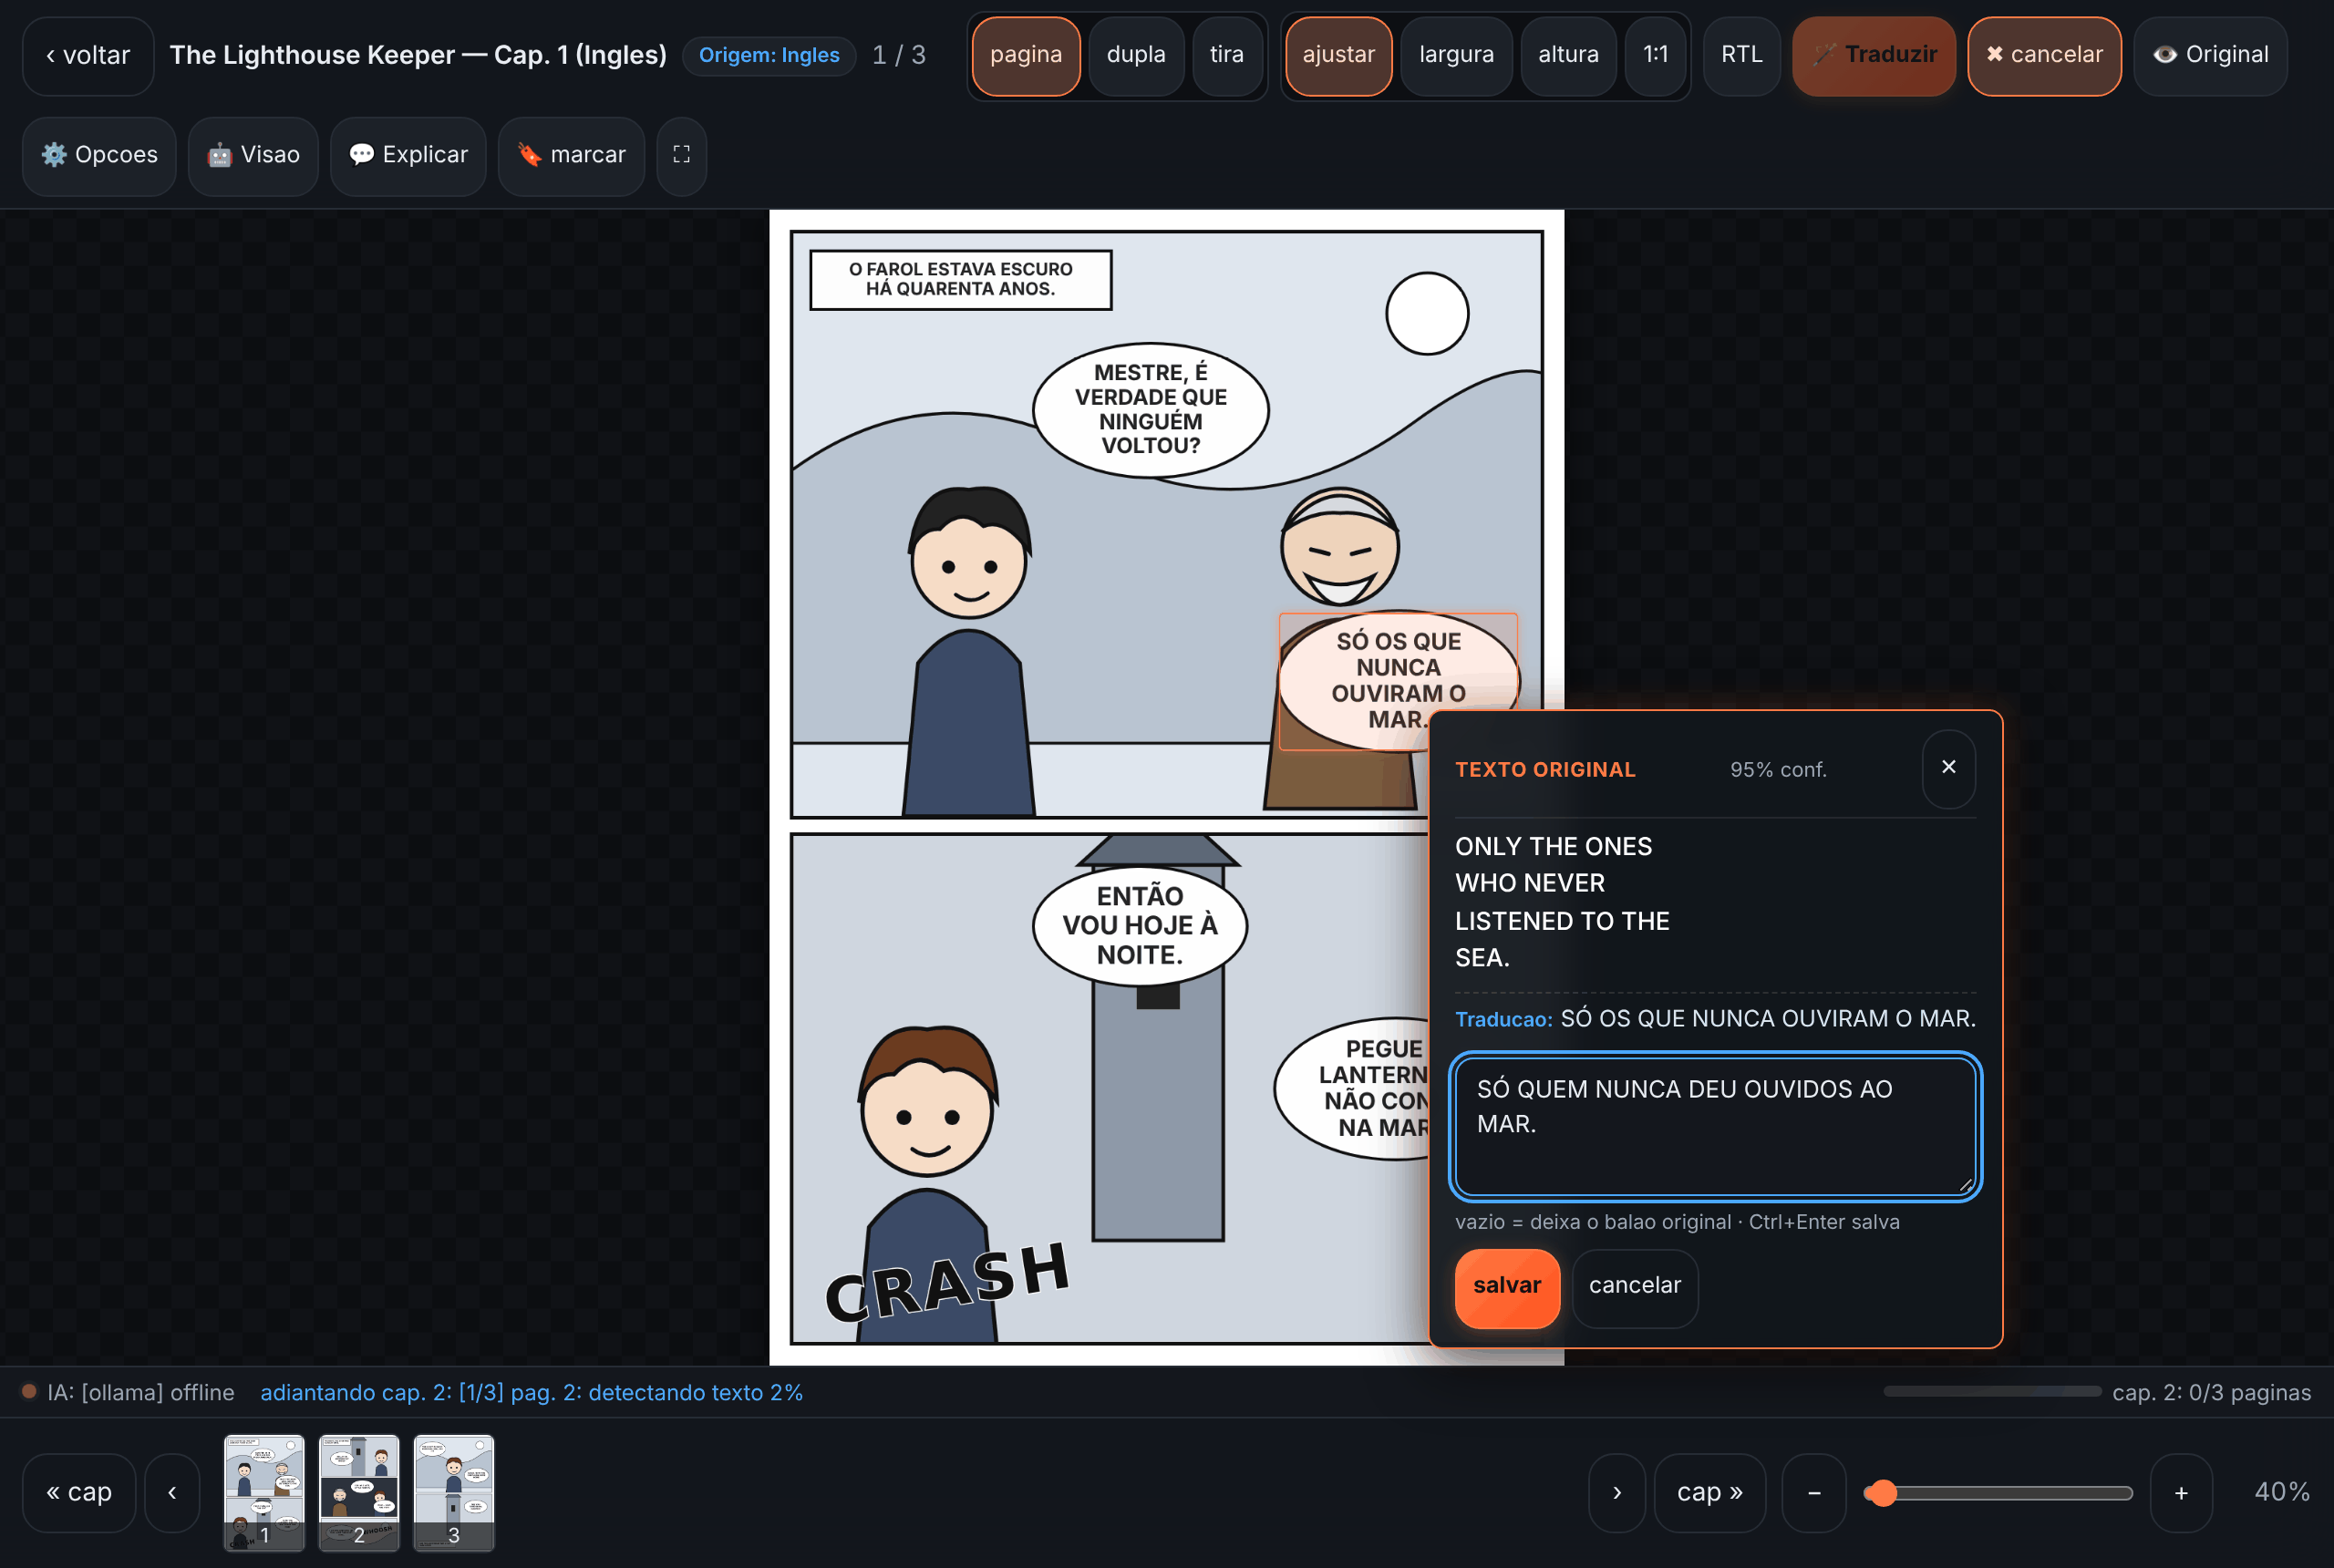 ‹ voltar
The Lighthouse Keeper — Cap. 1 (Ingles)
Origem: Ingles
1 / 3
pagina
dupla
tira
ajustar
largura
altura
1:1
RTL
Traduzir
✖ cancelar
Original
Opcoes
Visao
Explicar
marcar
O FAROL ESTAVA ESCURO
HÁ QUARENTA ANOS.
MESTRE, É
VERDADE QUE
NINGUÉM
VOLTOU?
SÓ OS QUE
NUNCA
OUVIRAM O
MAR.
ENTÃO
VOU HOJE À
NOITE.
PEGUE
LANTERN
NÃO CON
NA MAR
CRASH
TEXTO ORIGINAL
95% conf.
✕
ONLY THE ONES
WHO NEVER
LISTENED TO THE
SEA.
Traducao: SÓ OS QUE NUNCA OUVIRAM O MAR.
SÓ QUEM NUNCA DEU OUVIDOS AO
MAR.
vazio = deixa o balao original · Ctrl+Enter salva
salvar
cancelar
IA: [ollama] offline
adiantando cap. 2: [1/3] pag. 2: detectando texto 2%
cap. 2: 0/3 paginas
« cap
‹
1
2
3
›
cap »
−
+
40%